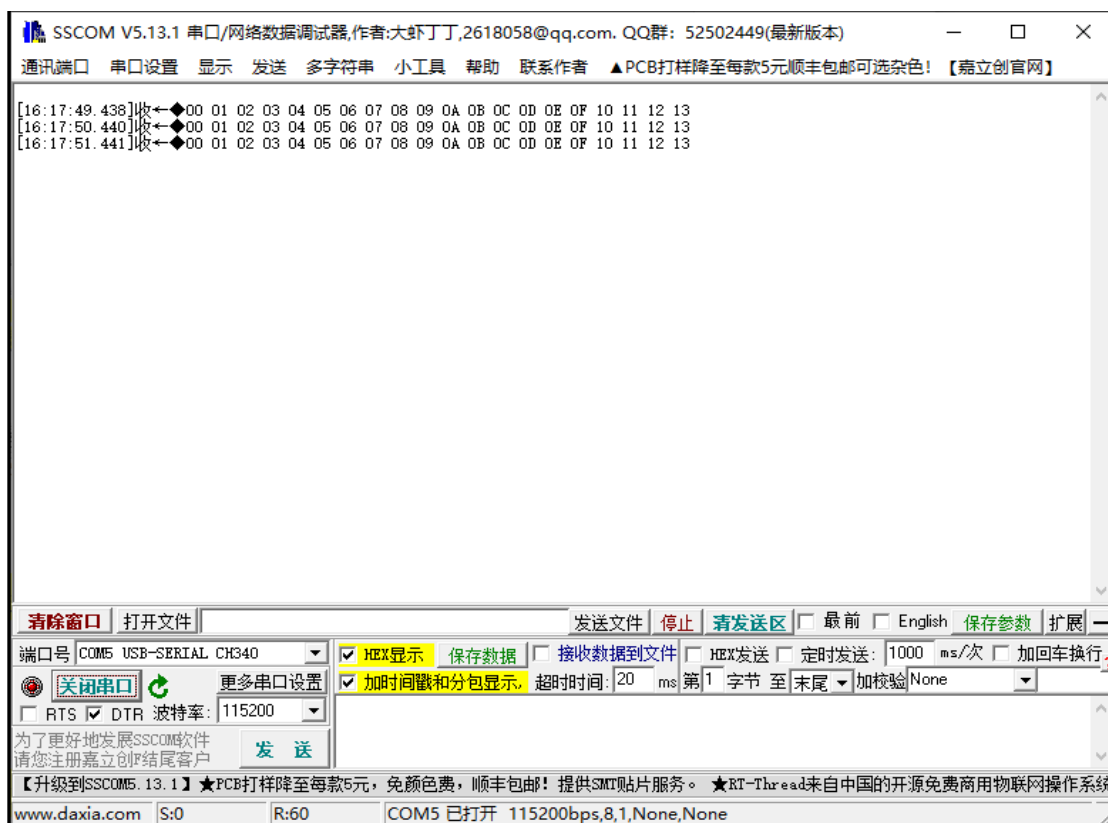 SSCOM V5.13.1 串口/网络数据调试器,作者:大虾丁丁,2618058@qq.com. QQ群: 52502449(最新版本)
通讯端口 串口设置 显示 发送 多字符串 小工具 帮助 联系作者 ▲PCB打样降至每款5元顺丰包邮可选杂色!【嘉立创官网】
[16:17:49.438]收←◆00 01 02 03 04 05 06 07 08 09 0A 0B 0C 0D 0E 0F 10 11 12 13
[16:17:50.440]收←◆00 01 02 03 04 05 06 07 08 09 0A 0B 0C 0D 0E 0F 10 11 12 13
[16:17:51.441]收←◆00 01 02 03 04 05 06 07 08 09 0A 0B 0C 0D 0E 0F 10 11 12 13
清除窗口 打开文件 发送文件 停止 清发送区 最前 English 保存参数 扩展 —
端口号 COM5 USB-SERIAL CH340 HEX显示 保存数据 接收数据到文件 HEX发送 定时发送: 1000 ms/次 加回车换行
关闭串口 更多串口设置 加时间戳和分包显示, 超时时间: 20 ms 第 1 字节 至 末尾 加校验 None
RTS DTR 波特率: 115200
为了更好地发展SSCOM软件
请您注册嘉立创F结尾客户
发 送
【升级到SSCOM5.13.1】★PCB打样降至每款5元,免颜色费,顺丰包邮!提供SMT贴片服务。 ★RT-Thread来自中国的开源免费商用物联网操作系统
www.daxia.com S:0 R:60 COM5 已打开 115200bps,8,1,None,None